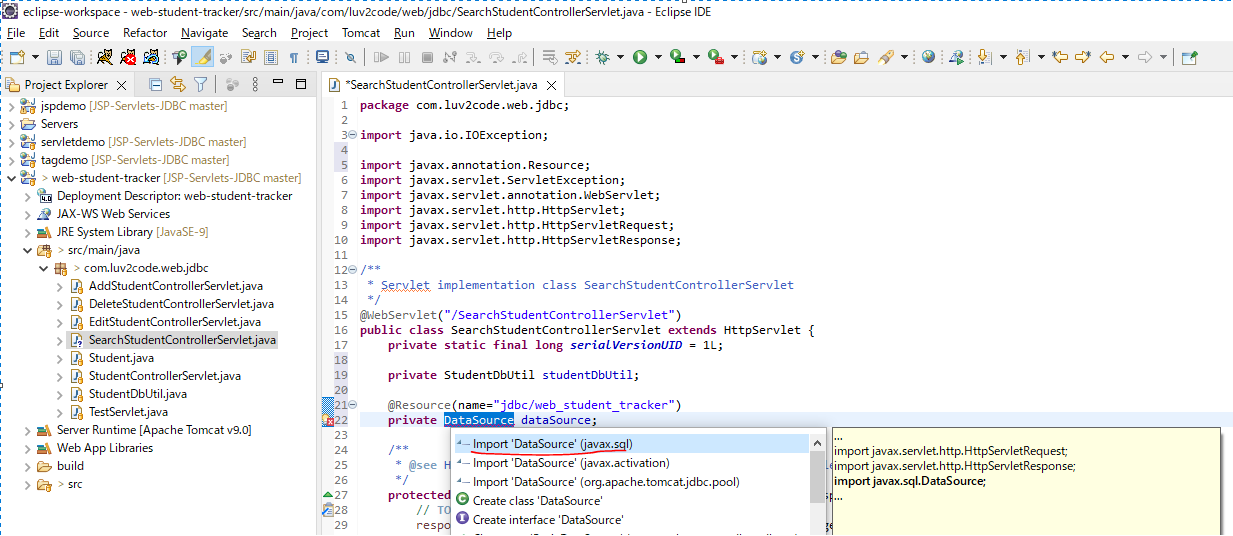 eclipse-workspace - web-student-tracker/src/main/java/com/luv2code/web/jdbc/SearchStudentControllerServlet.java - Eclipse IDE
File Edit Source Refactor Navigate Search Project Tomcat Run Window Help
Project Explorer
jspdemo [JSP-Servlets-JDBC master]
Servers
servletdemo [JSP-Servlets-JDBC master]
tagdemo [JSP-Servlets-JDBC master]
> web-student-tracker [JSP-Servlets-JDBC master]
Deployment Descriptor: web-student-tracker
JAX-WS Web Services
JRE System Library [JavaSE-9]
> src/main/java
> com.luv2code.web.jdbc
AddStudentControllerServlet.java
DeleteStudentControllerServlet.java
EditStudentControllerServlet.java
SearchStudentControllerServlet.java
Student.java
StudentControllerServlet.java
StudentDbUtil.java
TestServlet.java
Server Runtime [Apache Tomcat v9.0]
Web App Libraries
build
> src
*SearchStudentControllerServlet.java
1 package com.luv2code.web.jdbc;
2
3 import java.io.IOException;
4
5 import javax.annotation.Resource;
6 import javax.servlet.ServletException;
7 import javax.servlet.annotation.WebServlet;
8 import javax.servlet.http.HttpServlet;
9 import javax.servlet.http.HttpServletRequest;
10 import javax.servlet.http.HttpServletResponse;
11
12 /**
13 * Servlet implementation class SearchStudentControllerServlet
14 */
15 @WebServlet("/SearchStudentControllerServlet")
16 public class SearchStudentControllerServlet extends HttpServlet {
17 private static final long serialVersionUID = 1L;
18
19 private StudentDbUtil studentDbUtil;
20
21 @Resource(name="jdbc/web_student_tracker")
22 private DataSource dataSource;
23
24 /**
25 * @see H
26 */
27 protected
28 // TO
29 respo
Import 'DataSource' (javax.sql)
Import 'DataSource' (javax.activation)
Import 'DataSource' (org.apache.tomcat.jdbc.pool)
Create class 'DataSource'
Create interface 'DataSource'
...
import javax.servlet.http.HttpServletRequest;
import javax.servlet.http.HttpServletResponse;
import javax.sql.DataSource;
...